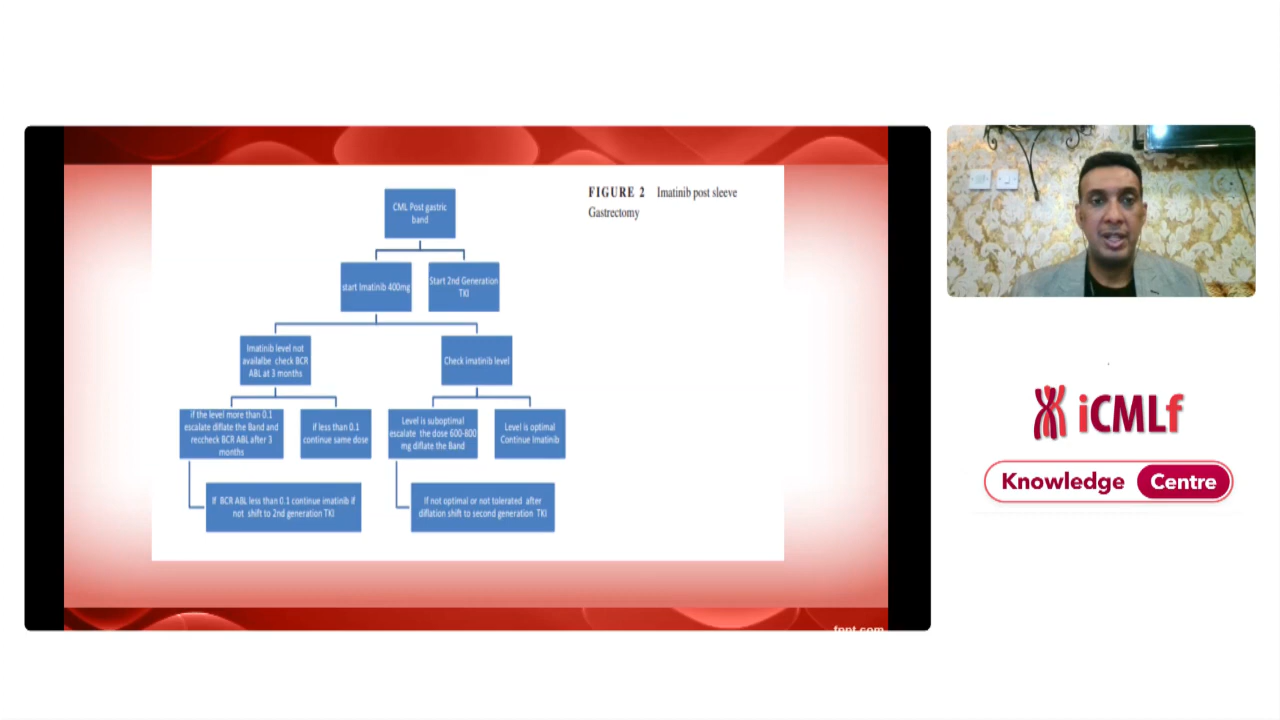 FIGURE 2 Imatinib post sleeve
Gastrectomy
CML Post gastric
band
start Imatinib 400mg
Start 2nd Generation
TKI
Imatinib level not
availalbe check BCR
ABL at 3 months
Check imatinib level
if the level more than 0.1
escalate diflate the Band and
reccheck BCR ABL after 3
months
if less than 0.1
continue same dose
Level is suboptimal
escalate the dose 600-800
mg diflate the Band
Level is optimal
Continue Imatinib
If BCR ABL less than 0.1 continue imatinib if
not shift to 2nd generation TKI
If not optimal or not tolerated after
diflation shift to second generation TKI
fppt.com
iCMLf
Knowledge Centre